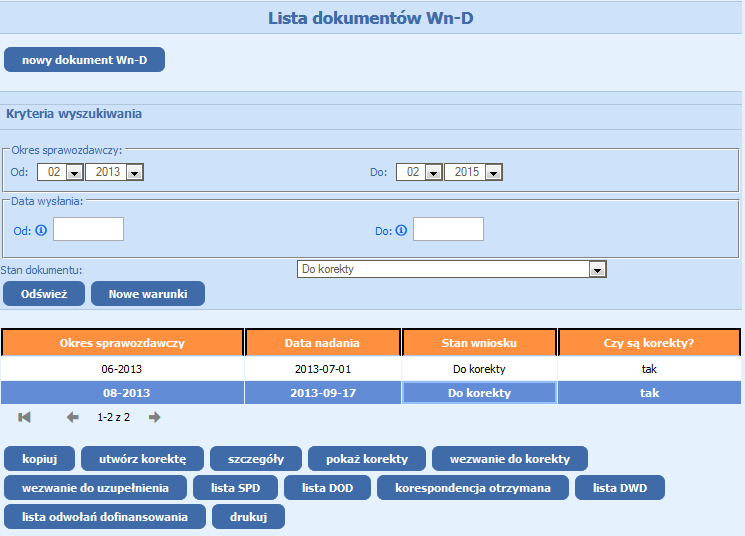 Lista dokumentów Wn-D
nowy dokument Wn-D
Kryteria wyszukiwania
Okres sprawozdawczy:
Od: 02 2013 Do: 02 2015
Data wysłania:
Od: Do:
Stan dokumentu: Do korekty
Odśwież Nowe warunki
Okres sprawozdawczy Data nadania Stan wniosku Czy są korekty?
06-2013 2013-07-01 Do korekty tak
08-2013 2013-09-17 Do korekty tak
1-2 z 2
kopiuj utwórz korektę szczegóły pokaż korekty wezwanie do korekty
wezwanie do uzupełnienia lista SPD lista DOD korespondencja otrzymana lista DWD
lista odwołań dofinansowania drukuj